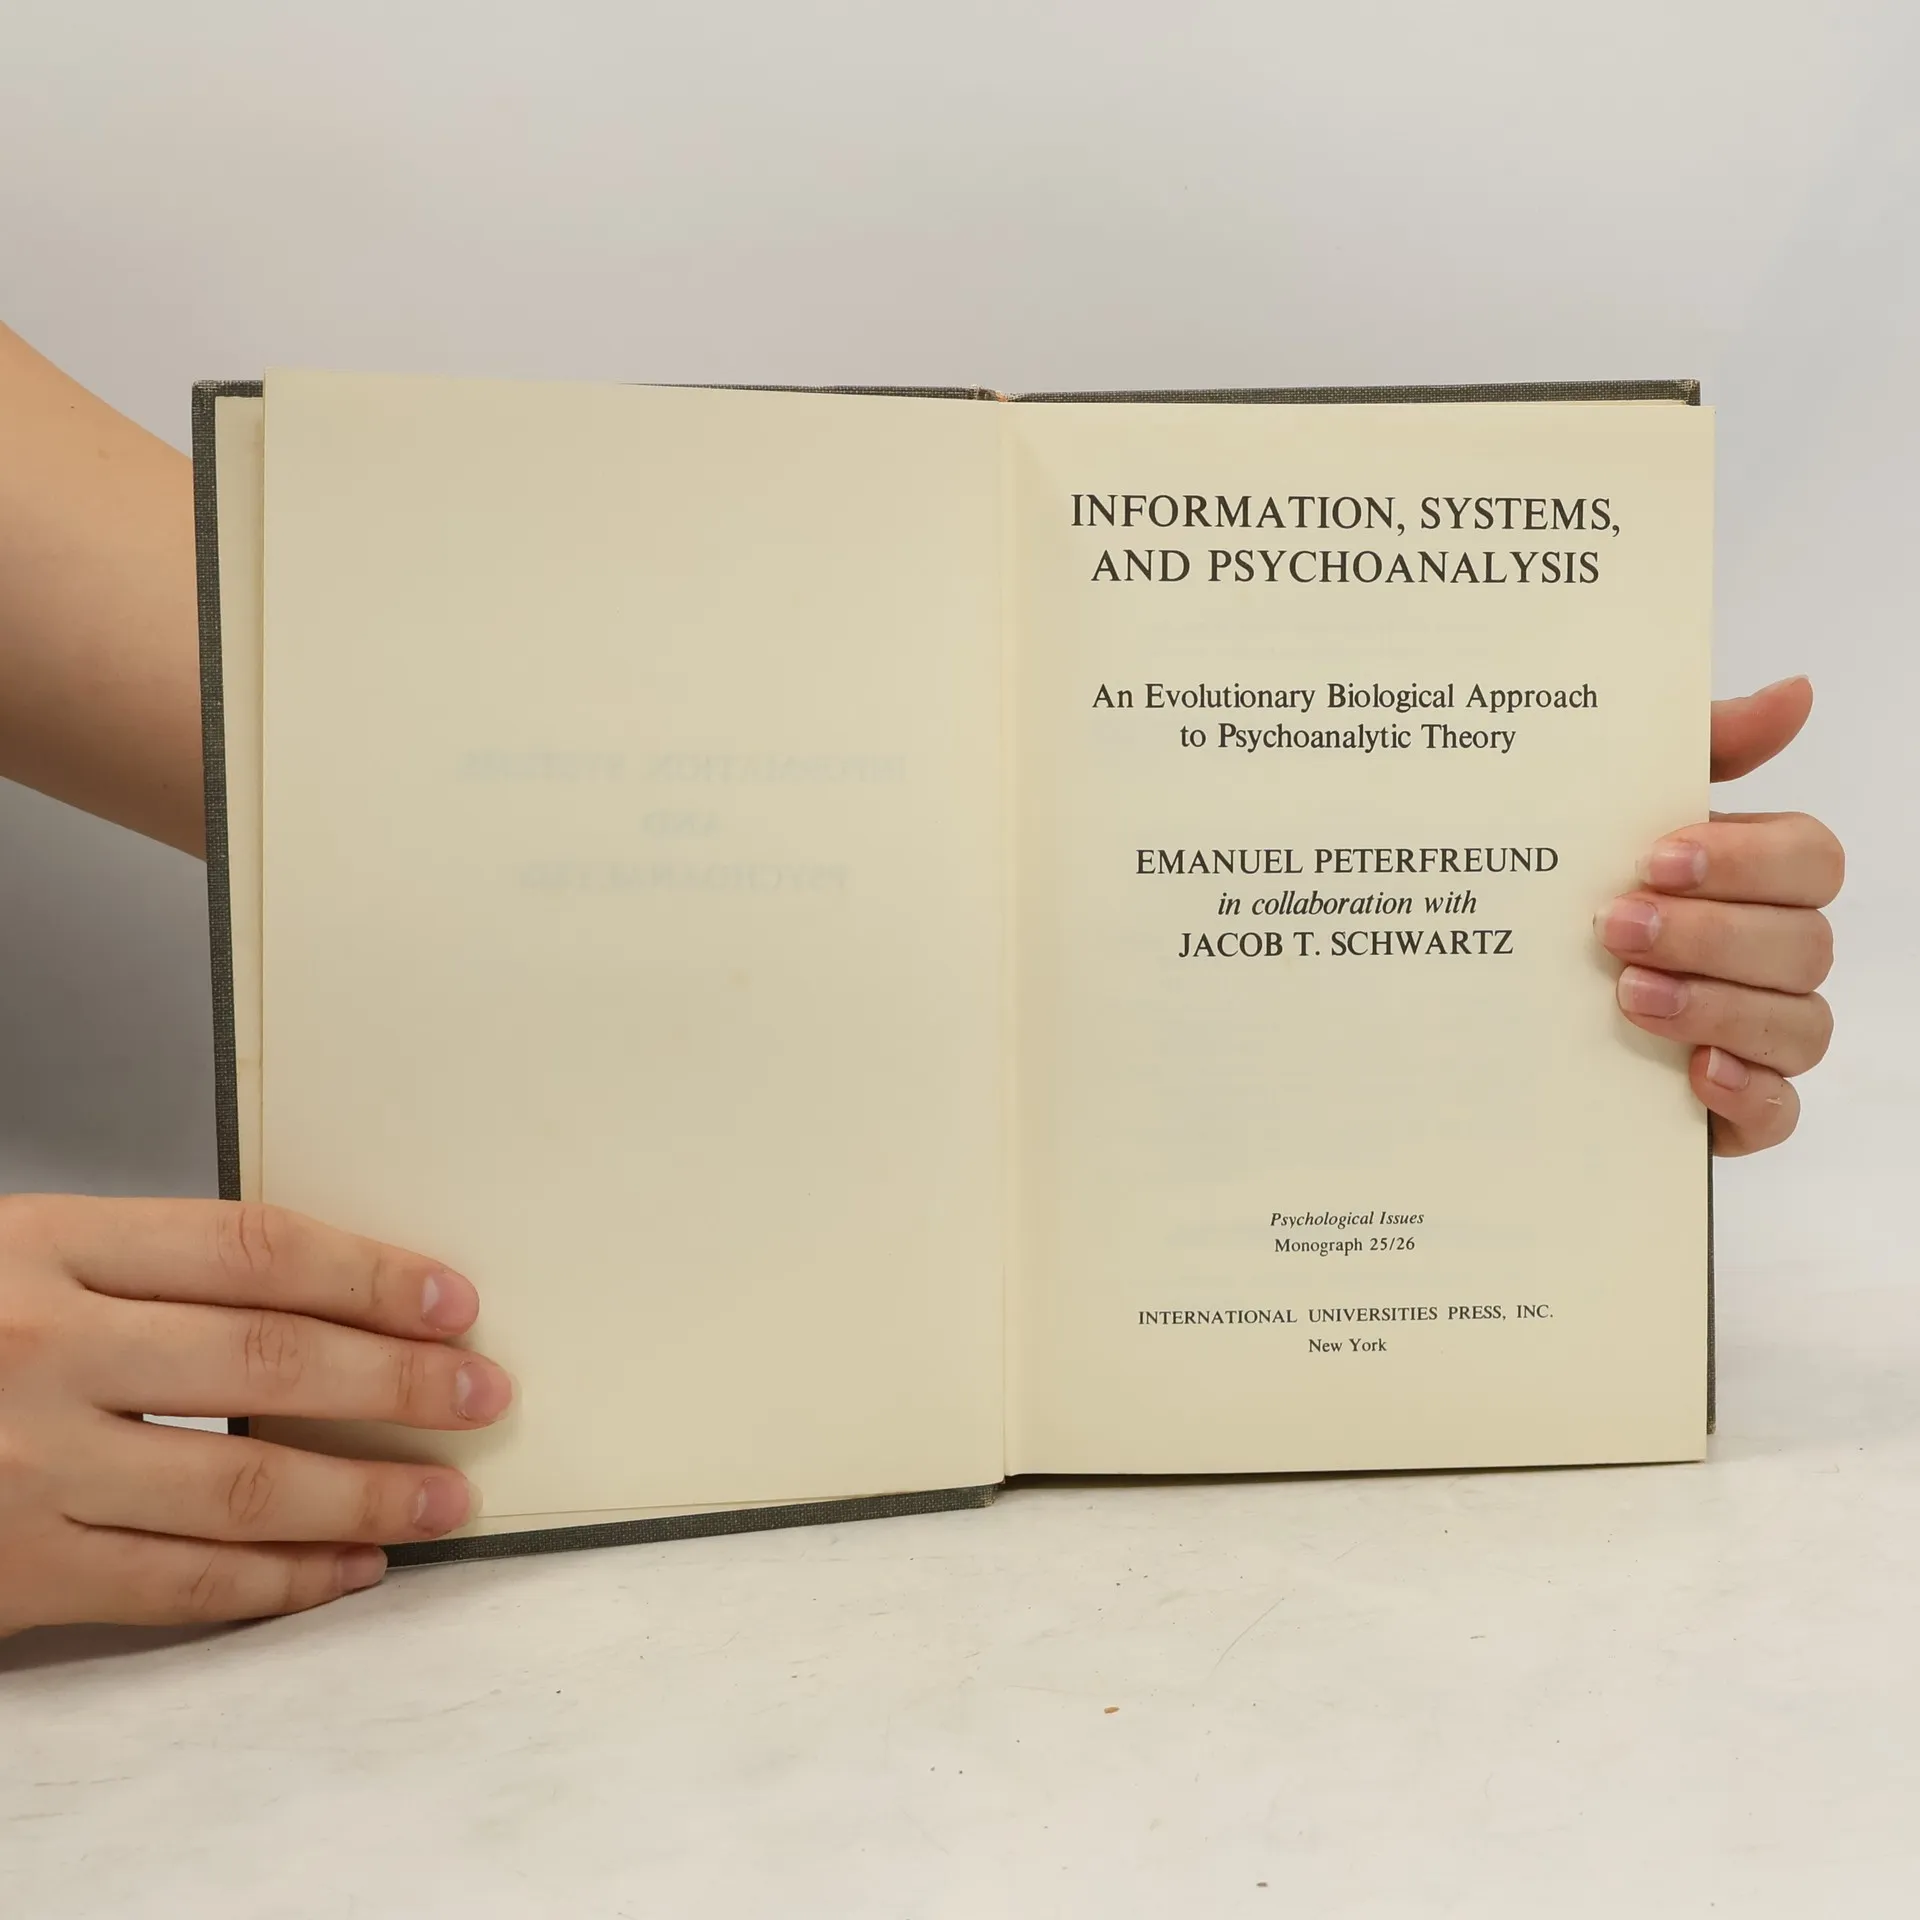 INFORMATION, SYSTEMS,
AND PSYCHOANALYSIS
An Evolutionary Biological Approach
to Psychoanalytic Theory
EMANUEL PETERFREUND
in collaboration with
JACOB T. SCHWARTZ
Psychological Issues
Monograph 25/26
INTERNATIONAL UNIVERSITIES PRESS, INC.
New York